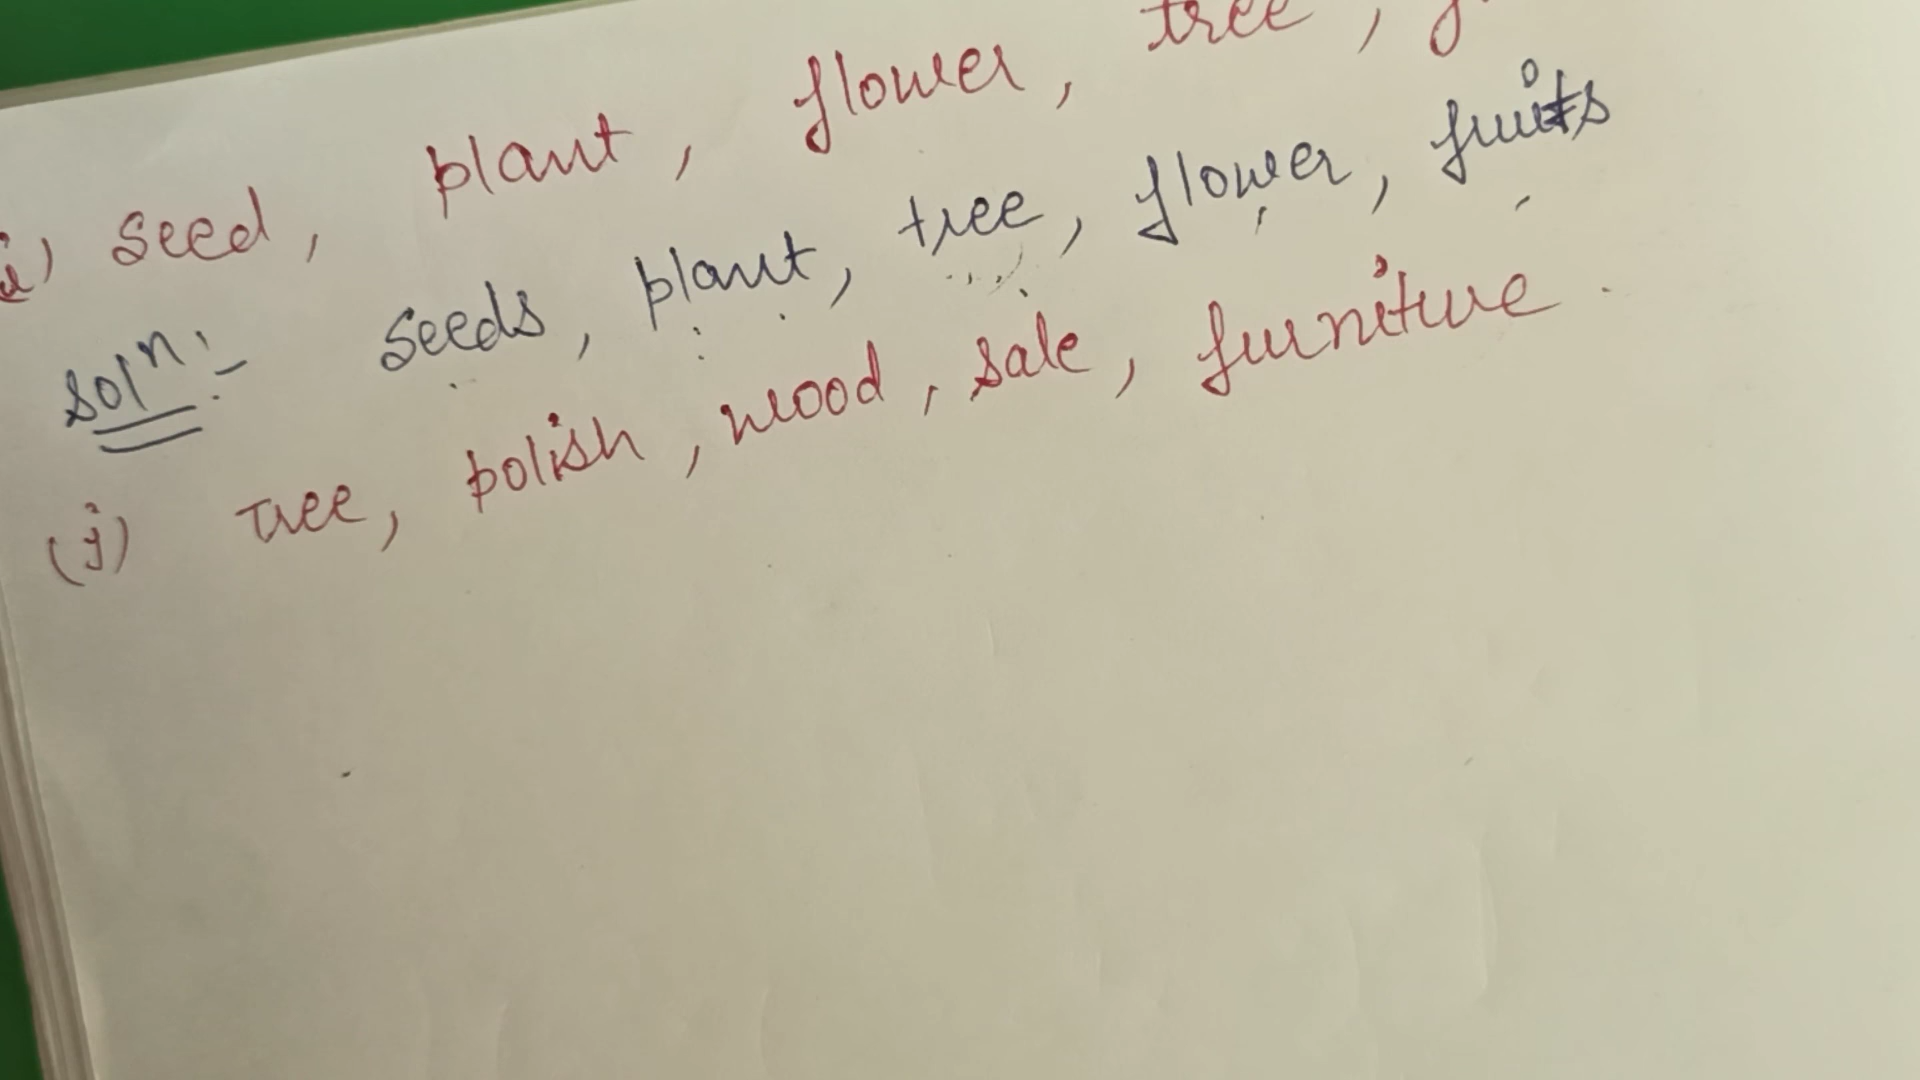 i) seed, plant, flower, tree,
Solⁿ:- seeds, plant, tree, flower, fruits
(j) Tree, polish, wood, sale, furniture.